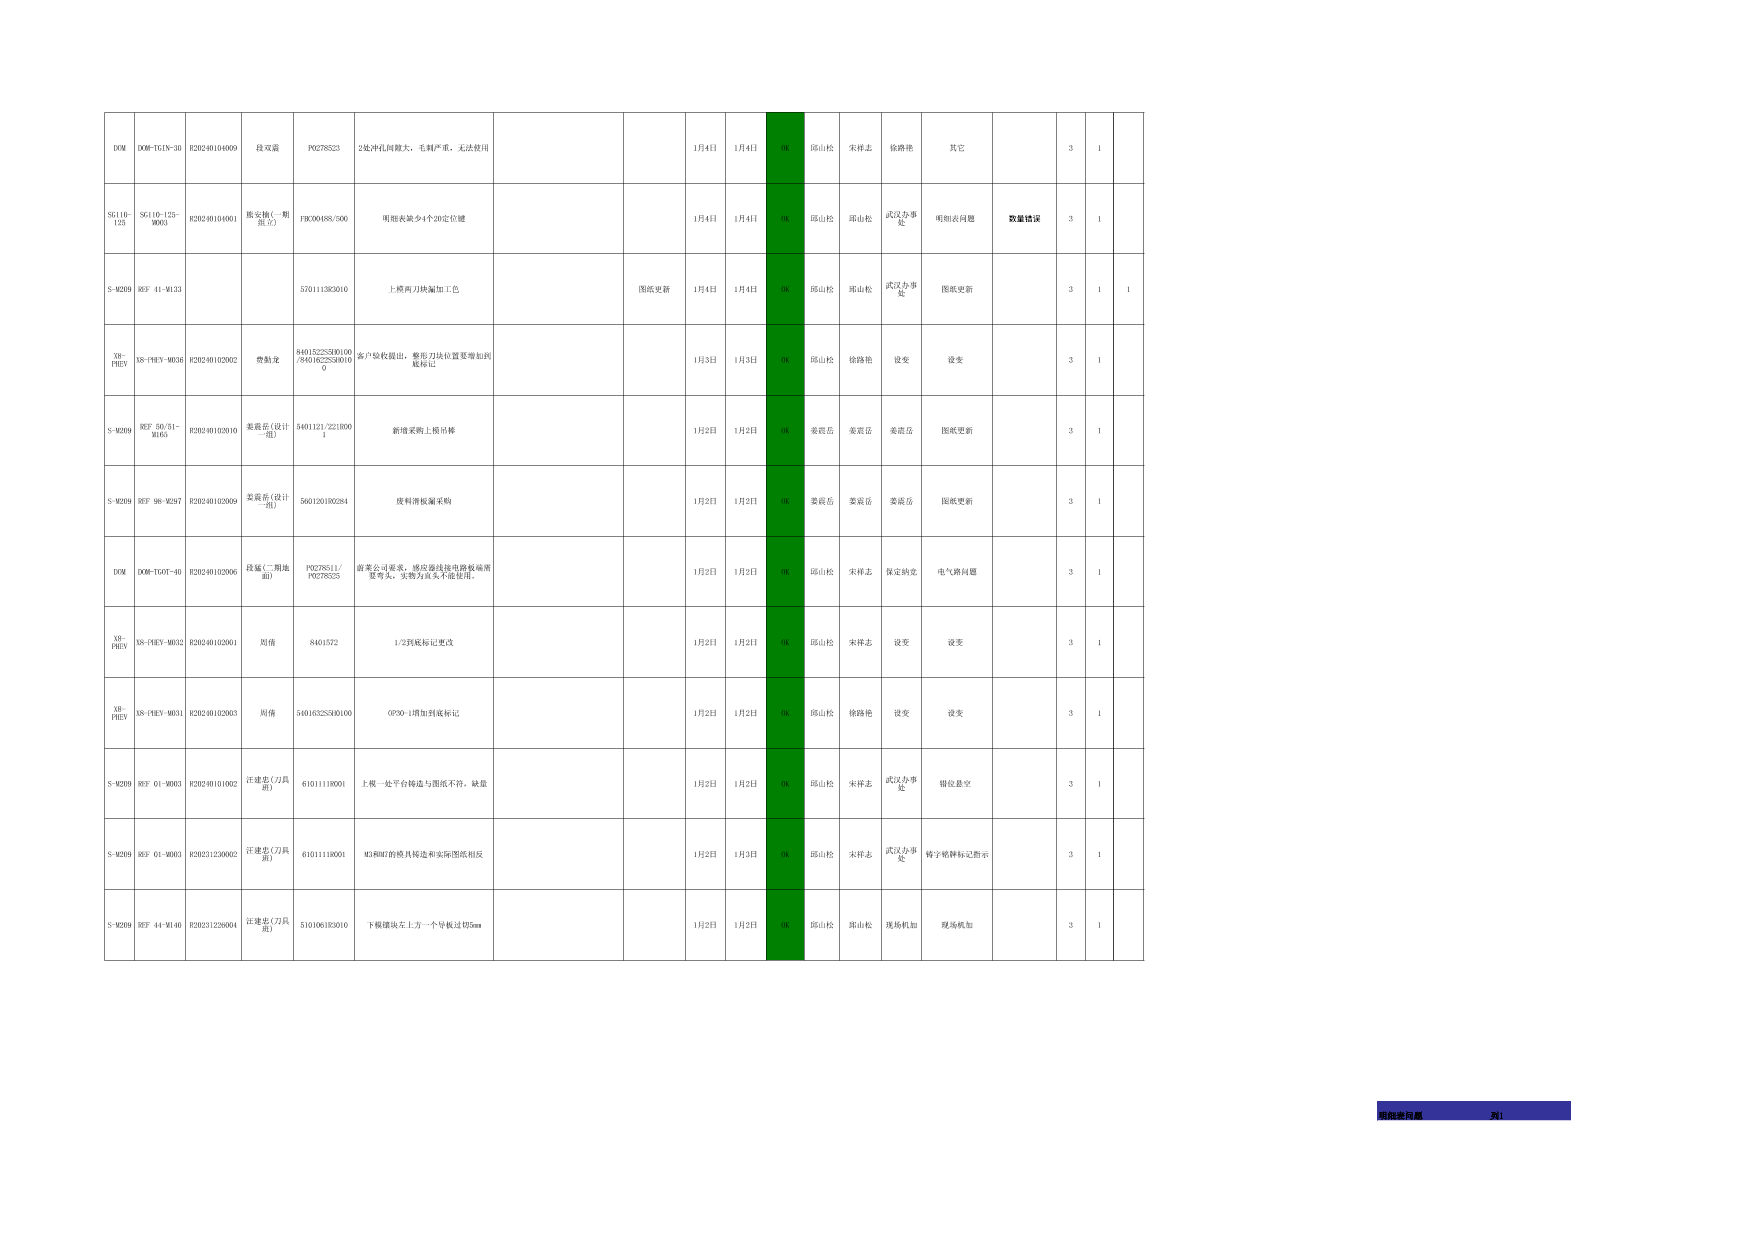 DOM DOM-TGIN-30 R20240104009 段双震 P0278523 2处冲孔间隙大，毛刺严重，无法使用 1月4日 1月4日 OK 邱山松 宋祥志 徐路艳 其它 3 1
SG110-125 SG110-125-M003 R20240104001 熊安楠(一期组立) FBC00488/500 明细表缺少4个20定位键 1月4日 1月4日 OK 邱山松 邱山松 武汉办事处 明细表问题 数量错误 3 1
S-M209 REF 41-M133 5701113R3010 上模两刀块漏加工色 图纸更新 1月4日 1月4日 OK 邱山松 邱山松 武汉办事处 图纸更新 3 1 1
X8-PHEV X8-PHEV-M036 R20240102002 费勤龙 8401522S5H0100/8401622S5H0100 客户验收提出，整形刀块位置要增加到底标记 1月3日 1月3日 OK 邱山松 徐路艳 设变 设变 3 1
S-M209 REF 50/51-M165 R20240102010 姜震岳(设计一组) 5401121/221R001 新增采购上模吊棒 1月2日 1月2日 OK 姜震岳 姜震岳 姜震岳 图纸更新 3 1
S-M209 REF 98-M297 R20240102009 姜震岳(设计一组) 5601201R0284 废料滑板漏采购 1月2日 1月2日 OK 姜震岳 姜震岳 姜震岳 图纸更新 3 1
DOM DOM-TGOT-40 R20240102006 段猛(二期地面) P0278511/P0278525 蔚莱公司要求，感应器线接电路板端需要弯头，实物为直头不能使用。 1月2日 1月2日 OK 邱山松 宋祥志 保定纳竞 电气路问题 3 1
X8-PHEV X8-PHEV-M032 R20240102001 周倩 8401572 1/2到底标记更改 1月2日 1月2日 OK 邱山松 宋祥志 设变 设变 3 1
X8-PHEV X8-PHEV-M031 R20240102003 周倩 5401632S5H0100 OP30-1增加到底标记 1月2日 1月2日 OK 邱山松 徐路艳 设变 设变 3 1
S-M209 REF 01-M003 R20240101002 汪建忠(刀具班) 6101111R001 上模一处平台铸造与图纸不符，缺量 1月2日 1月2日 OK 邱山松 宋祥志 武汉办事处 错位悬空 3 1
S-M209 REF 01-M003 R20231230002 汪建忠(刀具班) 6101111R001 M3和M7的模具铸造和实际图纸相反 1月2日 1月3日 OK 邱山松 宋祥志 武汉办事处 铸字铭牌标记指示 3 1
S-M209 REF 44-M140 R20231226004 汪建忠(刀具班) 5101061R3010 下模镶块左上方一个导板过切5mm 1月2日 1月2日 OK 邱山松 邱山松 现场机加 现场机加 3 1
明细表问题 列1